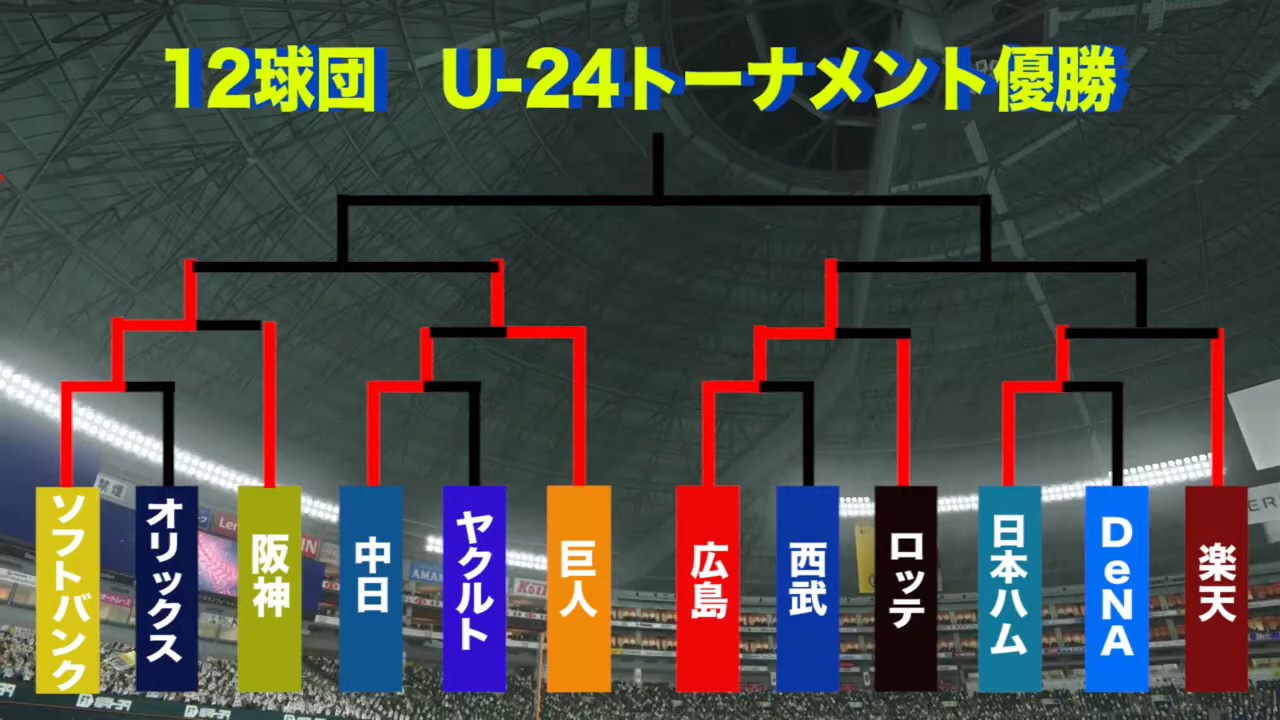 12球団 U-24トーナメント優勝
ソフトバンク
オリックス
阪神
中日
ヤクルト
巨人
広島
西武
ロッテ
日本ハム
DeNA
楽天
禁煙